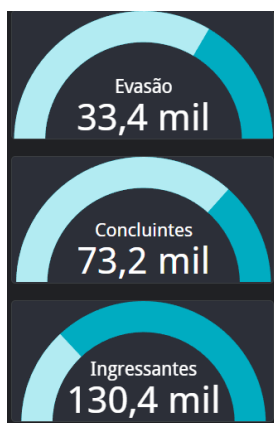 Evasão
33,4 mil
Concluintes
73,2 mil
Ingressantes
130,4 mil